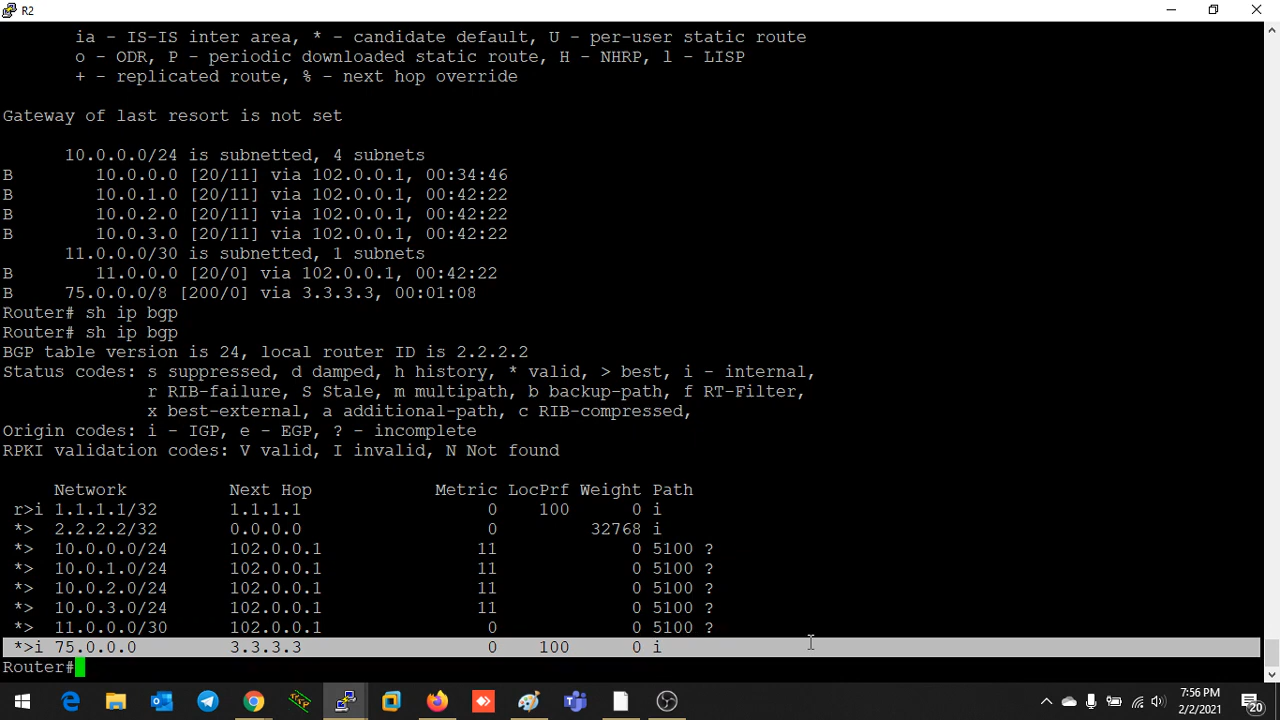 R2
ia - IS-IS inter area, * - candidate default, U - per-user static route
o - ODR, P - periodic downloaded static route, H - NHRP, l - LISP
+ - replicated route, % - next hop override
Gateway of last resort is not set
10.0.0.0/24 is subnetted, 4 subnets
B 10.0.0.0 [20/11] via 102.0.0.1, 00:34:46
B 10.0.1.0 [20/11] via 102.0.0.1, 00:42:22
B 10.0.2.0 [20/11] via 102.0.0.1, 00:42:22
B 10.0.3.0 [20/11] via 102.0.0.1, 00:42:22
11.0.0.0/30 is subnetted, 1 subnets
B 11.0.0.0 [20/0] via 102.0.0.1, 00:42:22
B 75.0.0.0/8 [200/0] via 3.3.3.3, 00:01:08
Router# sh ip bgp
Router# sh ip bgp
BGP table version is 24, local router ID is 2.2.2.2
Status codes: s suppressed, d damped, h history, * valid, > best, i - internal,
r RIB-failure, S Stale, m multipath, b backup-path, f RT-Filter,
x best-external, a additional-path, c RIB-compressed,
Origin codes: i - IGP, e - EGP, ? - incomplete
RPKI validation codes: V valid, I invalid, N Not found
Network Next Hop Metric LocPrf Weight Path
r>i 1.1.1.1/32 1.1.1.1 0 100 0 i
*> 2.2.2.2/32 0.0.0.0 0 32768 i
*> 10.0.0.0/24 102.0.0.1 11 0 5100 ?
*> 10.0.1.0/24 102.0.0.1 11 0 5100 ?
*> 10.0.2.0/24 102.0.0.1 11 0 5100 ?
*> 10.0.3.0/24 102.0.0.1 11 0 5100 ?
*> 11.0.0.0/30 102.0.0.1 0 0 5100 ?
*>i 75.0.0.0 3.3.3.3 0 100 0 i
Router#
7:56 PM
2/2/2021
20